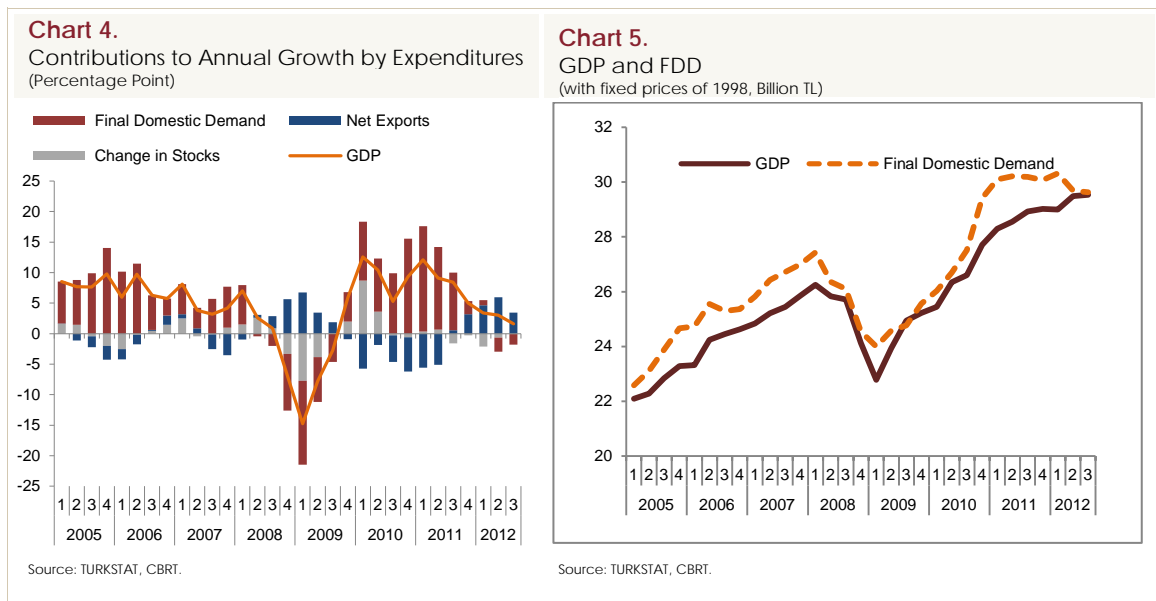 Chart 4.
Contributions to Annual Growth by Expenditures
(Percentage Point)
Final Domestic Demand
Net Exports
Change in Stocks
GDP
25
20
15
10
5
0
-5
-10
-15
-20
-25
1 2 3 4 1 2 3 4 1 2 3 4 1 2 3 4 1 2 3 4 1 2 3 4 1 2 3 4 1 2 3
2005 2006 2007 2008 2009 2010 2011 2012
Source: TURKSTAT, CBRT.
Chart 5.
GDP and FDD
(with fixed prices of 1998, Billion TL)
GDP
Final Domestic Demand
32
30
28
26
24
22
20
1 2 3 4 1 2 3 4 1 2 3 4 1 2 3 4 1 2 3 4 1 2 3 4 1 2 3 4 1 2 3
2005 2006 2007 2008 2009 2010 2011 2012
Source: TURKSTAT, CBRT.